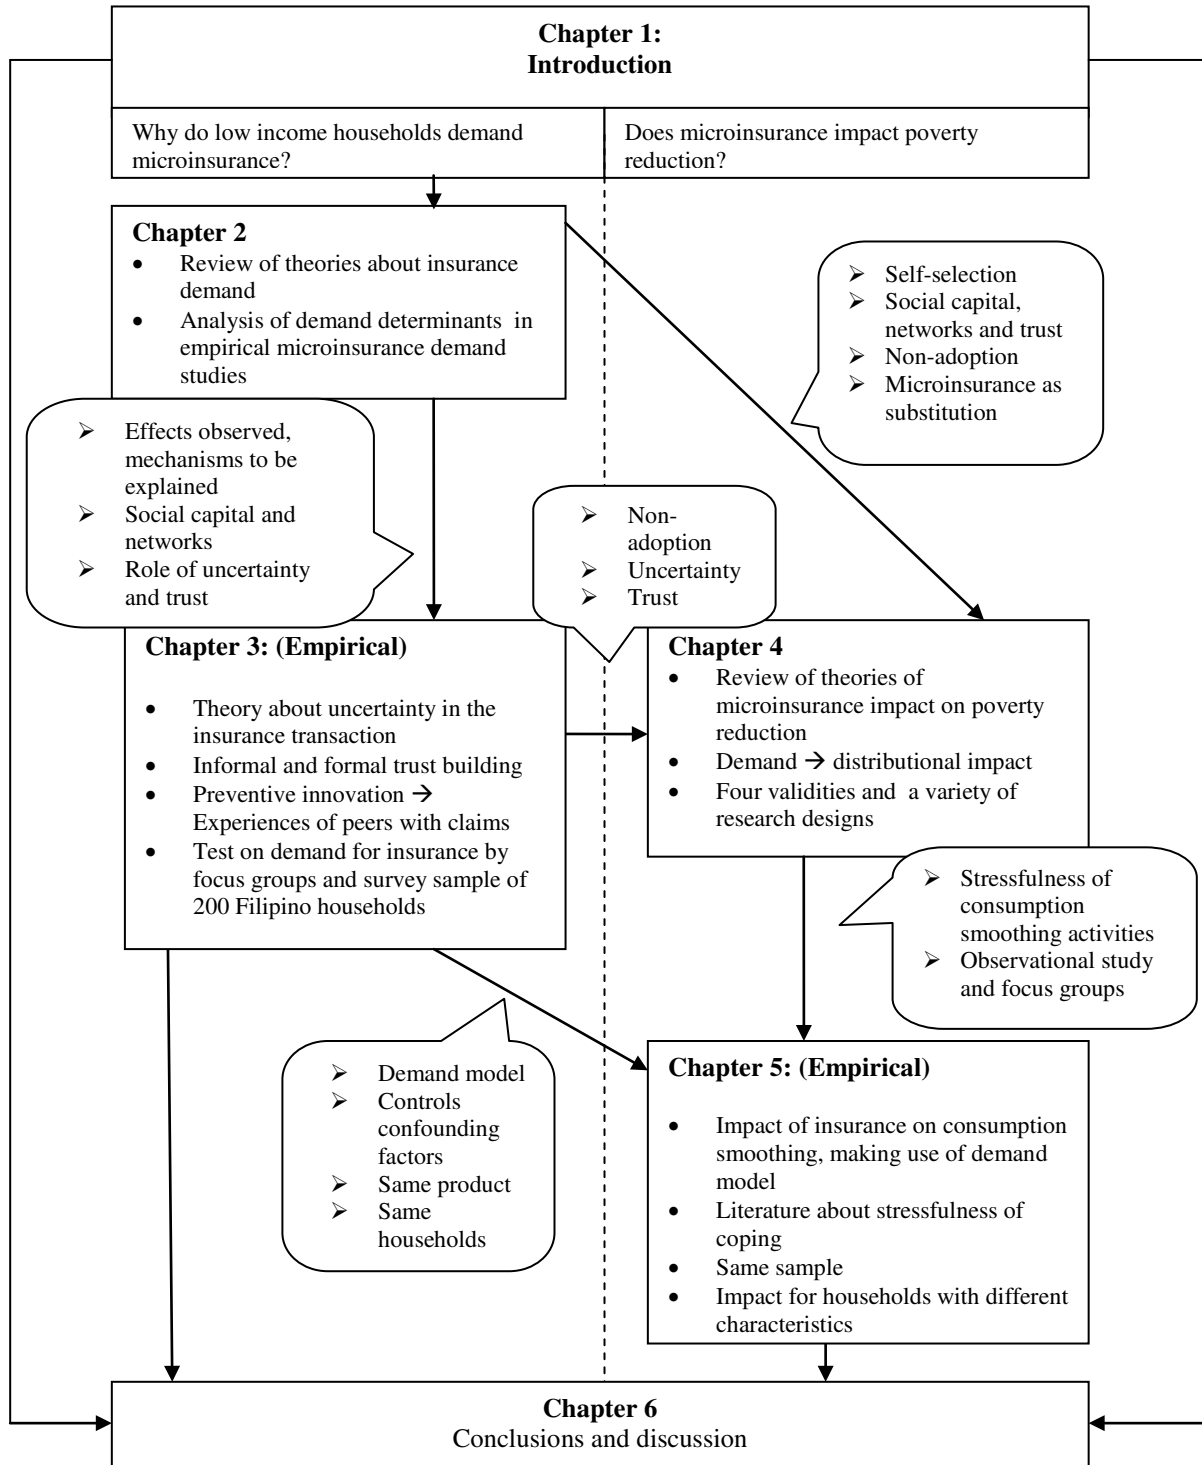 Chapter 1:
Introduction
Why do low income households demand
microinsurance?
Does microinsurance impact poverty
reduction?
Chapter 2
• Review of theories about insurance
demand
• Analysis of demand determinants in
empirical microinsurance demand
studies
➢ Self-selection
➢ Social capital,
networks and trust
➢ Non-adoption
➢ Microinsurance as
substitution
➢ Effects observed,
mechanisms to be
explained
➢ Social capital and
networks
➢ Role of uncertainty
and trust
➢ Non-
adoption
➢ Uncertainty
➢ Trust
Chapter 3: (Empirical)
• Theory about uncertainty in the
insurance transaction
• Informal and formal trust building
• Preventive innovation →
Experiences of peers with claims
• Test on demand for insurance by
focus groups and survey sample of
200 Filipino households
Chapter 4
• Review of theories of
microinsurance impact on poverty
reduction
• Demand → distributional impact
• Four validities and a variety of
research designs
➢ Stressfulness of
consumption
smoothing activities
➢ Observational study
and focus groups
➢ Demand model
➢ Controls
confounding
factors
➢ Same product
➢ Same
households
Chapter 5: (Empirical)
• Impact of insurance on consumption
smoothing, making use of demand
model
• Literature about stressfulness of
coping
• Same sample
• Impact for households with different
characteristics
Chapter 6
Conclusions and discussion